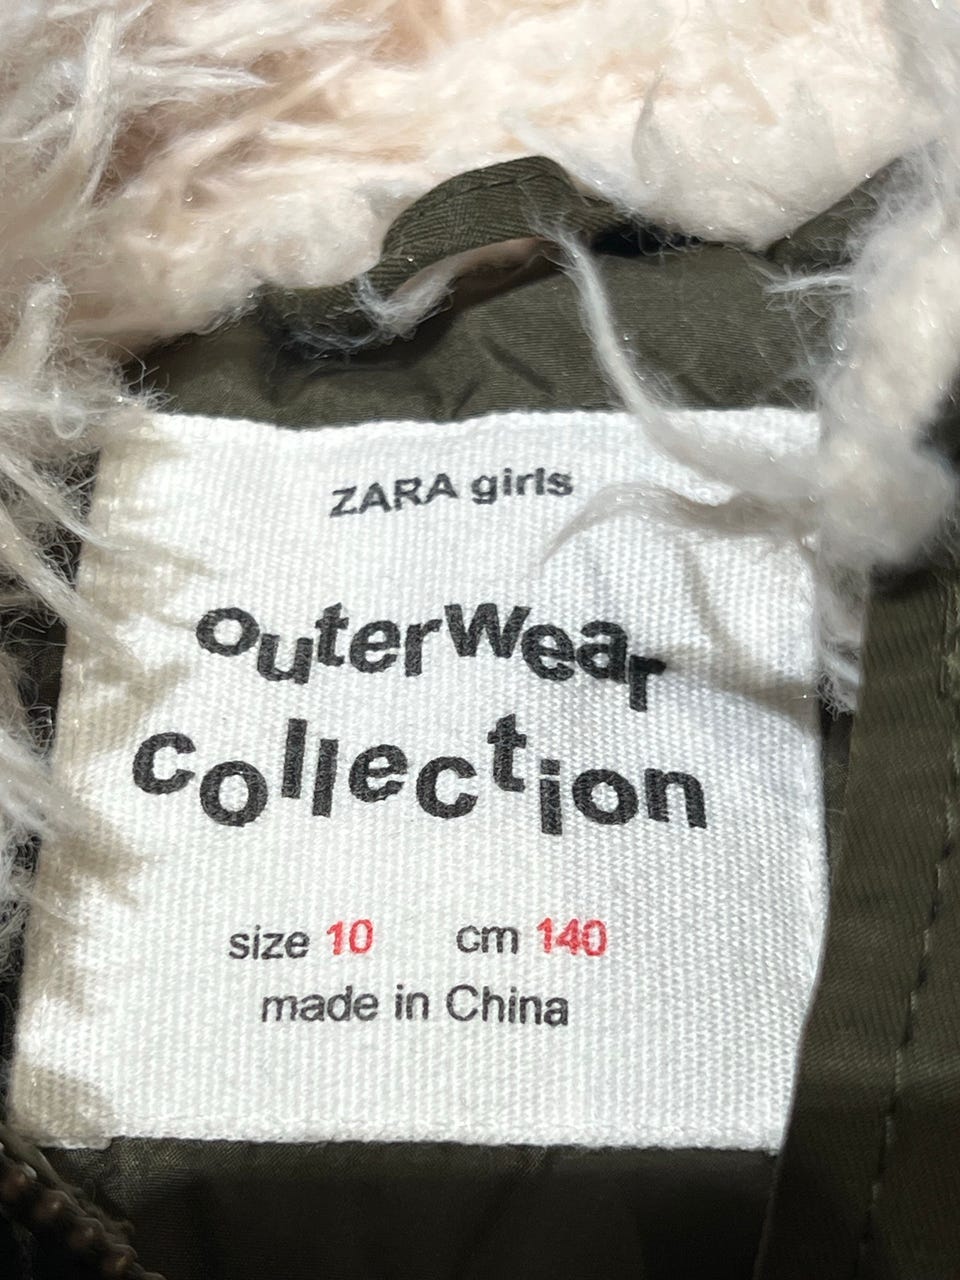 ZARA girls
outerwear
collection
size 10 cm 140
made in China